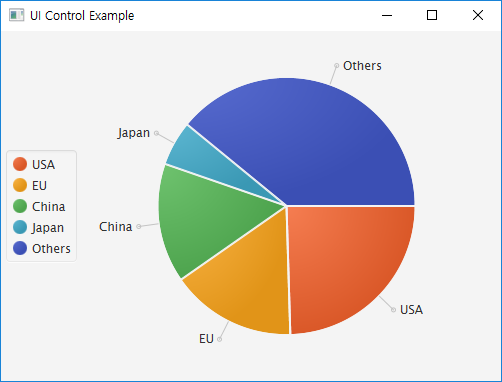 UI Control Example
Others
Japan
USA
EU
China
Japan
Others
China
USA
EU